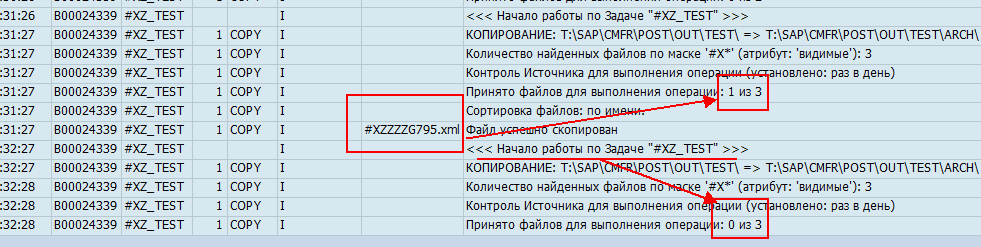 :31:26 B00024339 #XZ_TEST I <<< Начало работы по Задаче "#XZ_TEST" >>>
:31:27 B00024339 #XZ_TEST 1 COPY I КОПИРОВАНИЕ: T:\SAP\CMFR\POST\OUT\TEST\ => T:\SAP\CMFR\POST\OUT\TEST\ARCH\
:31:27 B00024339 #XZ_TEST 1 COPY I Количество найденных файлов по маске '#X*' (атрибут: 'видимые'): 3
:31:27 B00024339 #XZ_TEST 1 COPY I Контроль Источника для выполнения операции (установлено: раз в день)
:31:27 B00024339 #XZ_TEST 1 COPY I Принято файлов для выполнения операции: 1 из 3
:31:27 B00024339 #XZ_TEST 1 COPY I Сортировка файлов: по имени.
:31:27 B00024339 #XZ_TEST 1 COPY I #XZZZZG795.xml Файл успешно скопирован
:32:27 B00024339 #XZ_TEST I <<< Начало работы по Задаче "#XZ_TEST" >>>
:32:27 B00024339 #XZ_TEST 1 COPY I КОПИРОВАНИЕ: T:\SAP\CMFR\POST\OUT\TEST\ => T:\SAP\CMFR\POST\OUT\TEST\ARCH\
:32:28 B00024339 #XZ_TEST 1 COPY I Количество найденных файлов по маске '#X*' (атрибут: 'видимые'): 3
:32:28 B00024339 #XZ_TEST 1 COPY I Контроль Источника для выполнения операции (установлено: раз в день)
:32:28 B00024339 #XZ_TEST 1 COPY I Принято файлов для выполнения операции: 0 из 3